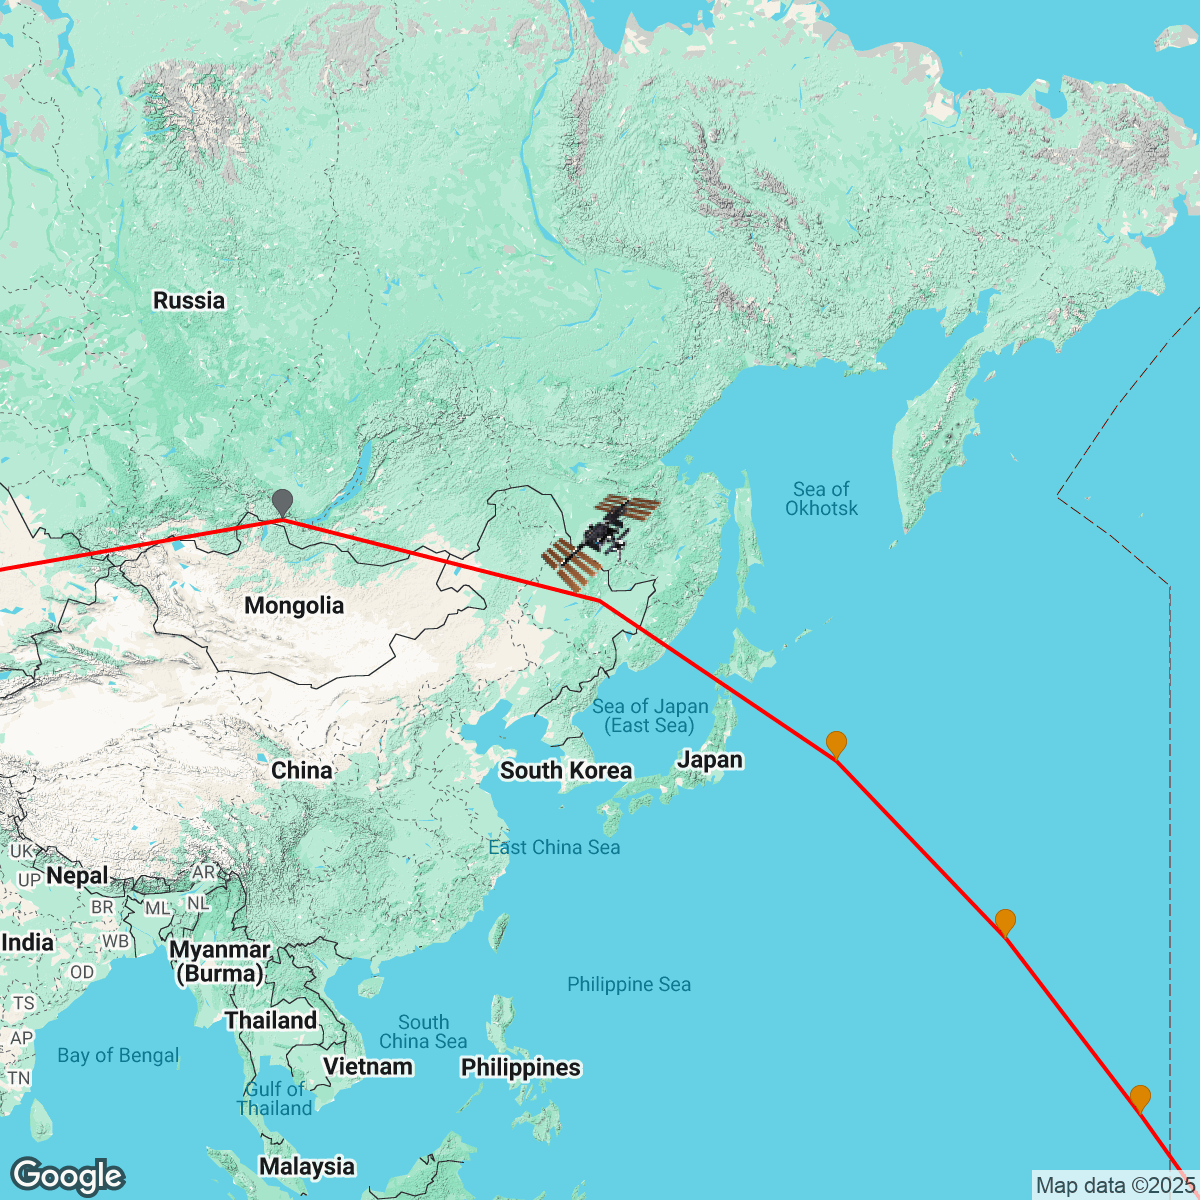 Russia
Sea of
Okhotsk
Mongolia
Sea of Japan
(East Sea)
Japan
South Korea
China
East China Sea
UK
Nepal
UP
AR
BR
ML
NL
India
WB
Myanmar
(Burma)
OD
Philippine Sea
TS
Thailand
South
China Sea
AP
Bay of Bengal
Vietnam
Philippines
TN
Gulf of
Thailand
Malaysia
Google
Map data ©2025